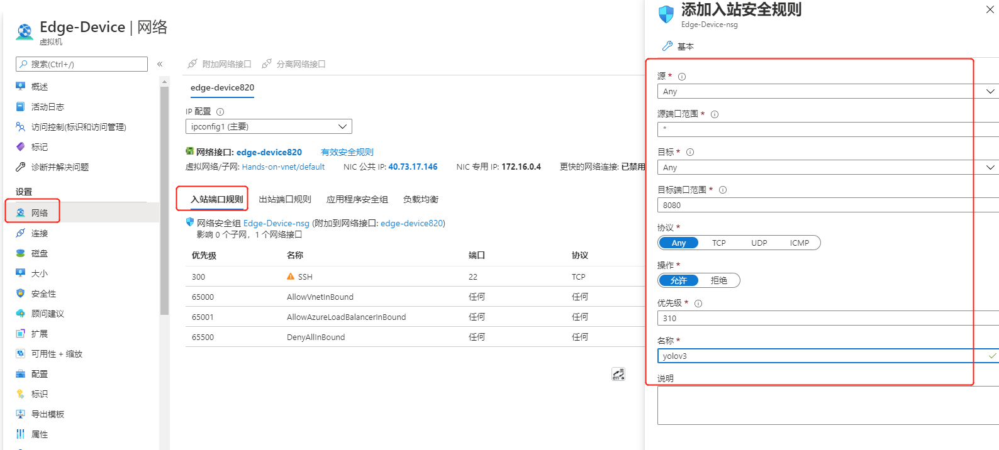 Edge-Device | 网络
虚拟机
搜索(Ctrl+/)
«
概述
活动日志
访问控制(标识和访问管理)
标记
诊断并解决问题
设置
网络
连接
磁盘
大小
安全性
顾问建议
扩展
可用性 + 缩放
配置
标识
导出模板
属性
附加网络接口 分离网络接口
edge-device820
IP 配置
ipconfig1 (主要)
网络接口: edge-device820 有效安全规则
虚拟网络/子网: Hands-on-vnet/default NIC 公共 IP: 40.73.17.146 NIC 专用 IP: 172.16.0.4 更快的网络连接: 已禁用
入站端口规则 出站端口规则 应用程序安全组 负载均衡
网络安全组 Edge-Device-nsg (附加到网络接口: edge-device820)
影响 0 个子网，1 个网络接口
优先级 名称 端口 协议
300 SSH 22 TCP
65000 AllowVnetInBound 任何 任何
65001 AllowAzureLoadBalancerInBound 任何 任何
65500 DenyAllInBound 任何 任何
英
en
添加入站安全规则
Edge-Device-nsg
基本
源 *
Any
源端口范围 *
*
目标 *
Any
目标端口范围 *
8080
协议 *
Any TCP UDP ICMP
操作 *
允许 拒绝
优先级 *
310
名称 *
yolov3
说明